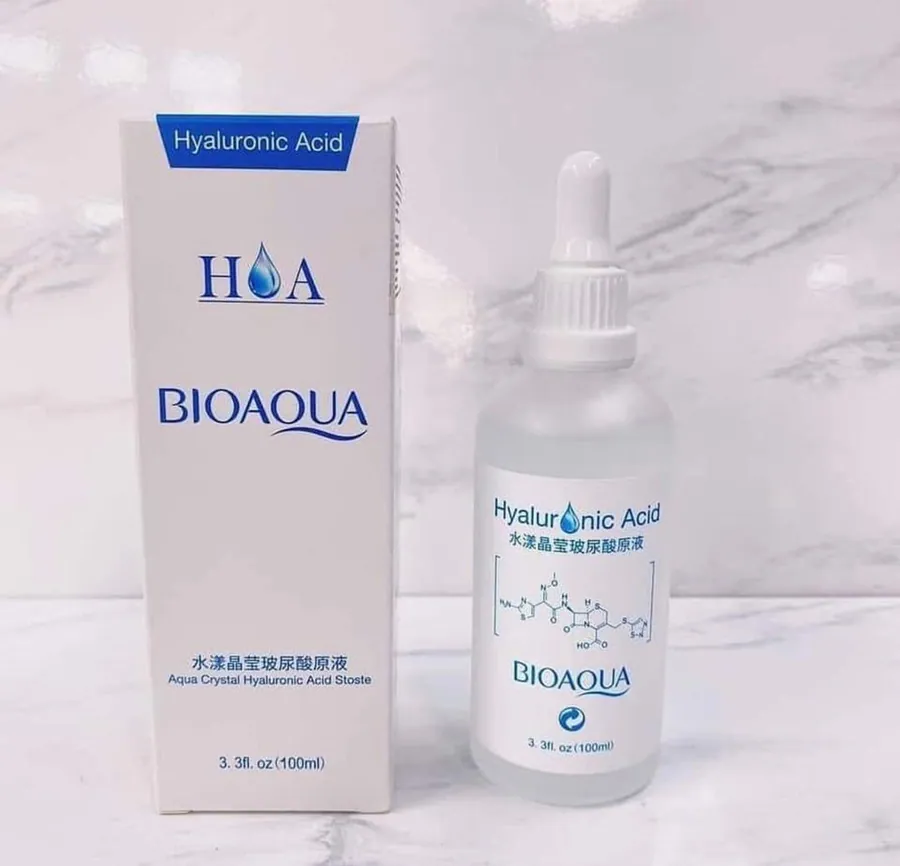 Hyaluronic Acid
HA
BIOAQUA
水漾晶莹玻尿酸原液
Aqua Crystal Hyaluronic Acid Stoste
3. 3fl. oz(100ml)
Hyaluronic Acid
水漾晶莹玻尿酸原液
H₂N
N
S
N
O
O
H
N
H
S
O
N
S
N
S
N
HO
O
BIOAQUA
3. 3fl. oz(100ml)